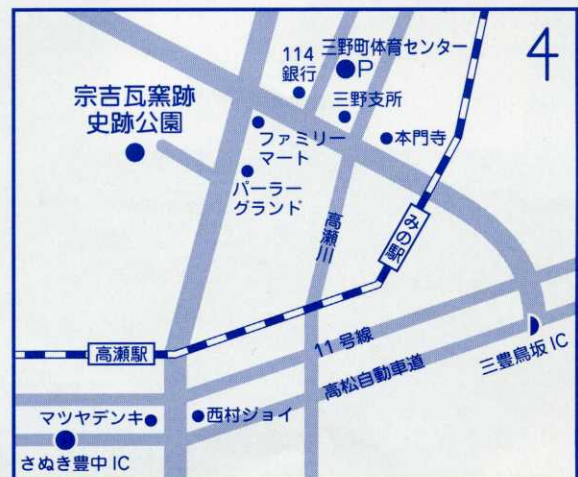 4
三野町体育センター
P
114
銀行
三野支所
宗吉瓦窯跡
史跡公園
ファミリー
マート
本門寺
パーラー
グランド
高瀬川
みの駅
11号線
高瀬駅
高松自動車道
三豊鳥坂IC
マツヤデンキ
西村ジョイ
さぬき豊中IC